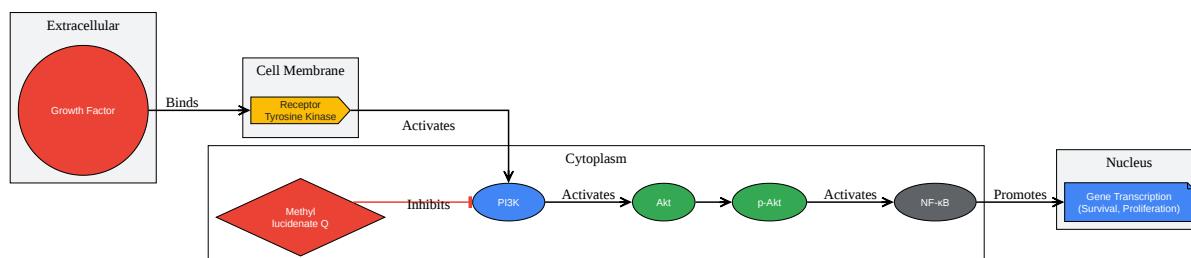 Extracellular
Growth Factor
Binds
Cell Membrane
Receptor
Tyrosine Kinase
Activates
Cytoplasm
Methyl
lucidenate Q
Inhibits
PI3K
Activates
Akt
p-Akt
Activates
NF-κB
Promotes
Nucleus
Gene Transcription
(Survival, Proliferation)